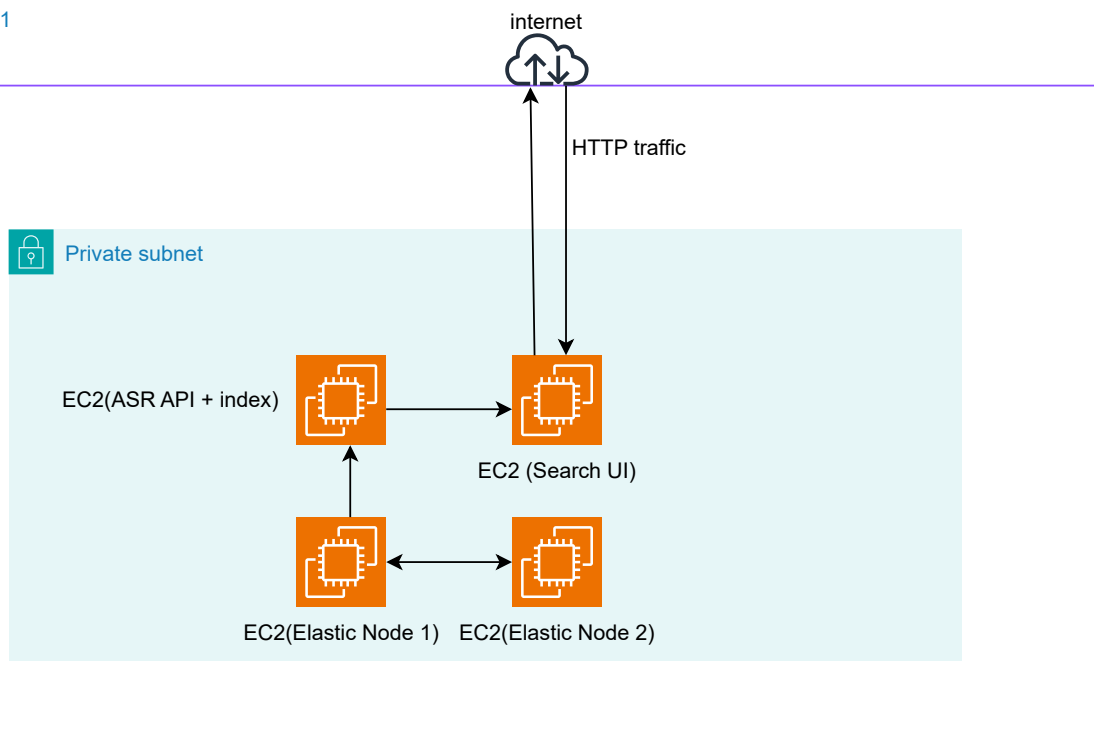 1
internet
HTTP traffic
Private subnet
EC2(ASR API + index)
EC2 (Search UI)
EC2(Elastic Node 1)
EC2(Elastic Node 2)